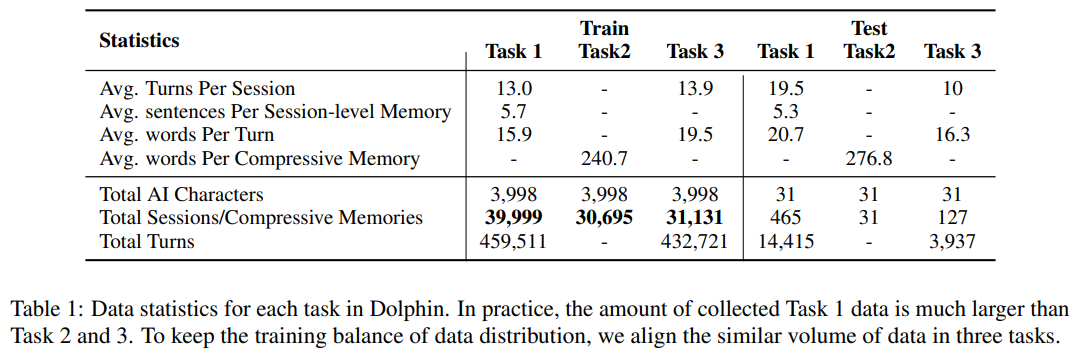 Statistics Train Test
Task 1 Task2 Task 3 Task 1 Task2 Task 3
Avg. Turns Per Session 13.0 - 13.9 19.5 - 10
Avg. sentences Per Session-level Memory 5.7 - - 5.3 - -
Avg. words Per Turn 15.9 - 19.5 20.7 - 16.3
Avg. words Per Compressive Memory - 240.7 - - 276.8 -
Total AI Characters 3,998 3,998 3,998 31 31 31
Total Sessions/Compressive Memories 39,999 30,695 31,131 465 31 127
Total Turns 459,511 - 432,721 14,415 - 3,937
Table 1: Data statistics for each task in Dolphin. In practice, the amount of collected Task 1 data is much larger than
Task 2 and 3. To keep the training balance of data distribution, we align the similar volume of data in three tasks.